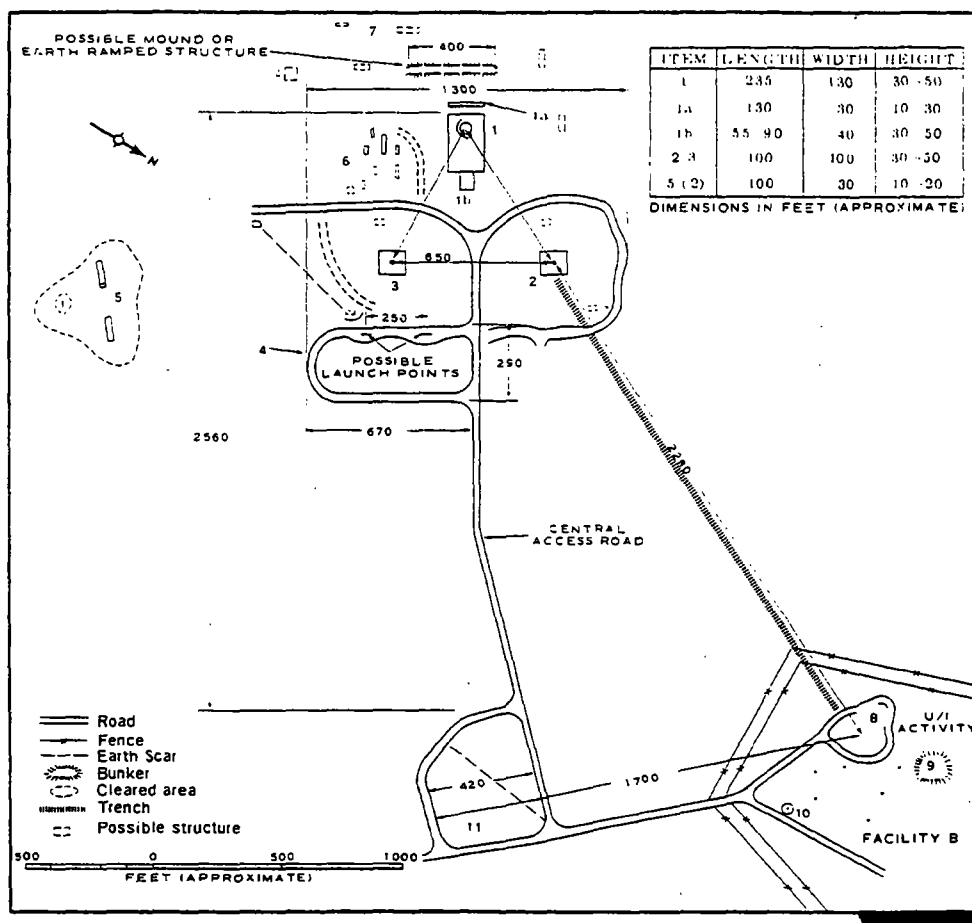 POSSIBLE MOUND OR
EARTH RAMPED STRUCTURE
7
400
1300
1a
1
N
6
1b
ITEM LENGTH WIDTH HEIGHT
1 235 130 30-50
1a 130 30 10-30
1b 55-90 40 30-50
2-3 100 100 30-50
5 (2) 100 30 10-20
DIMENSIONS IN FEET (APPROXIMATE)
5
650
3
2
250
4
POSSIBLE
LAUNCH POINTS
290
670
2560
2280
CENTRAL
ACCESS ROAD
Road
Fence
Earth Scar
Bunker
Cleared area
Trench
Possible structure
8
U/I
ACTIVITY
9
420
1700
11
10
FACILITY B
500 0 500 1000
FEET (APPROXIMATE)